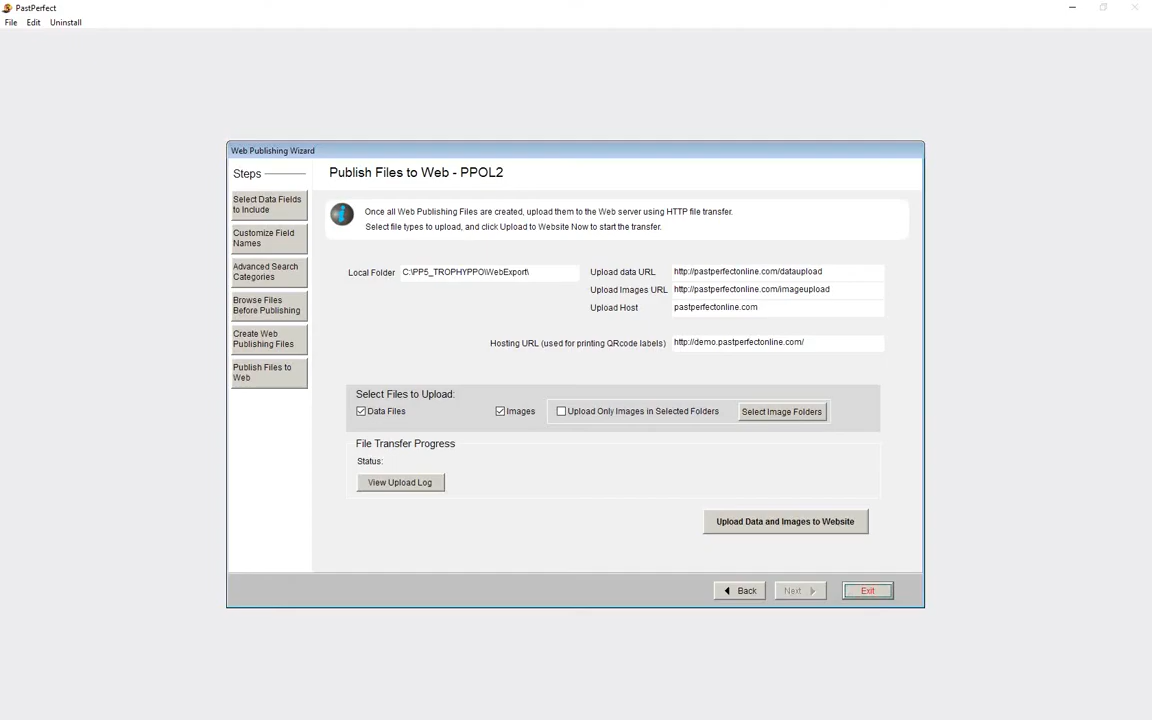 PastPerfect
File Edit Uninstall
Web Publishing Wizard
Steps
Select Data Fields
to Include
Customize Field
Names
Advanced Search
Categories
Browse Files
Before Publishing
Create Web
Publishing Files
Publish Files to
Web
Publish Files to Web - PPOL2
Once all Web Publishing Files are created, upload them to the Web server using HTTP file transfer.
Select file types to upload, and click Upload to Website Now to start the transfer.
Local Folder C:\PP5_TROPHYPPO\WebExport\
Upload data URL http://pastperfectonline.com/dataupload
Upload Images URL http://pastperfectonline.com/imageupload
Upload Host pastperfectonline.com
Hosting URL (used for printing QRcode labels) http://demo.pastperfectonline.com/
Select Files to Upload:
Data Files Images Upload Only Images in Selected Folders Select Image Folders
File Transfer Progress
Status:
View Upload Log
Upload Data and Images to Website
Back Next Exit